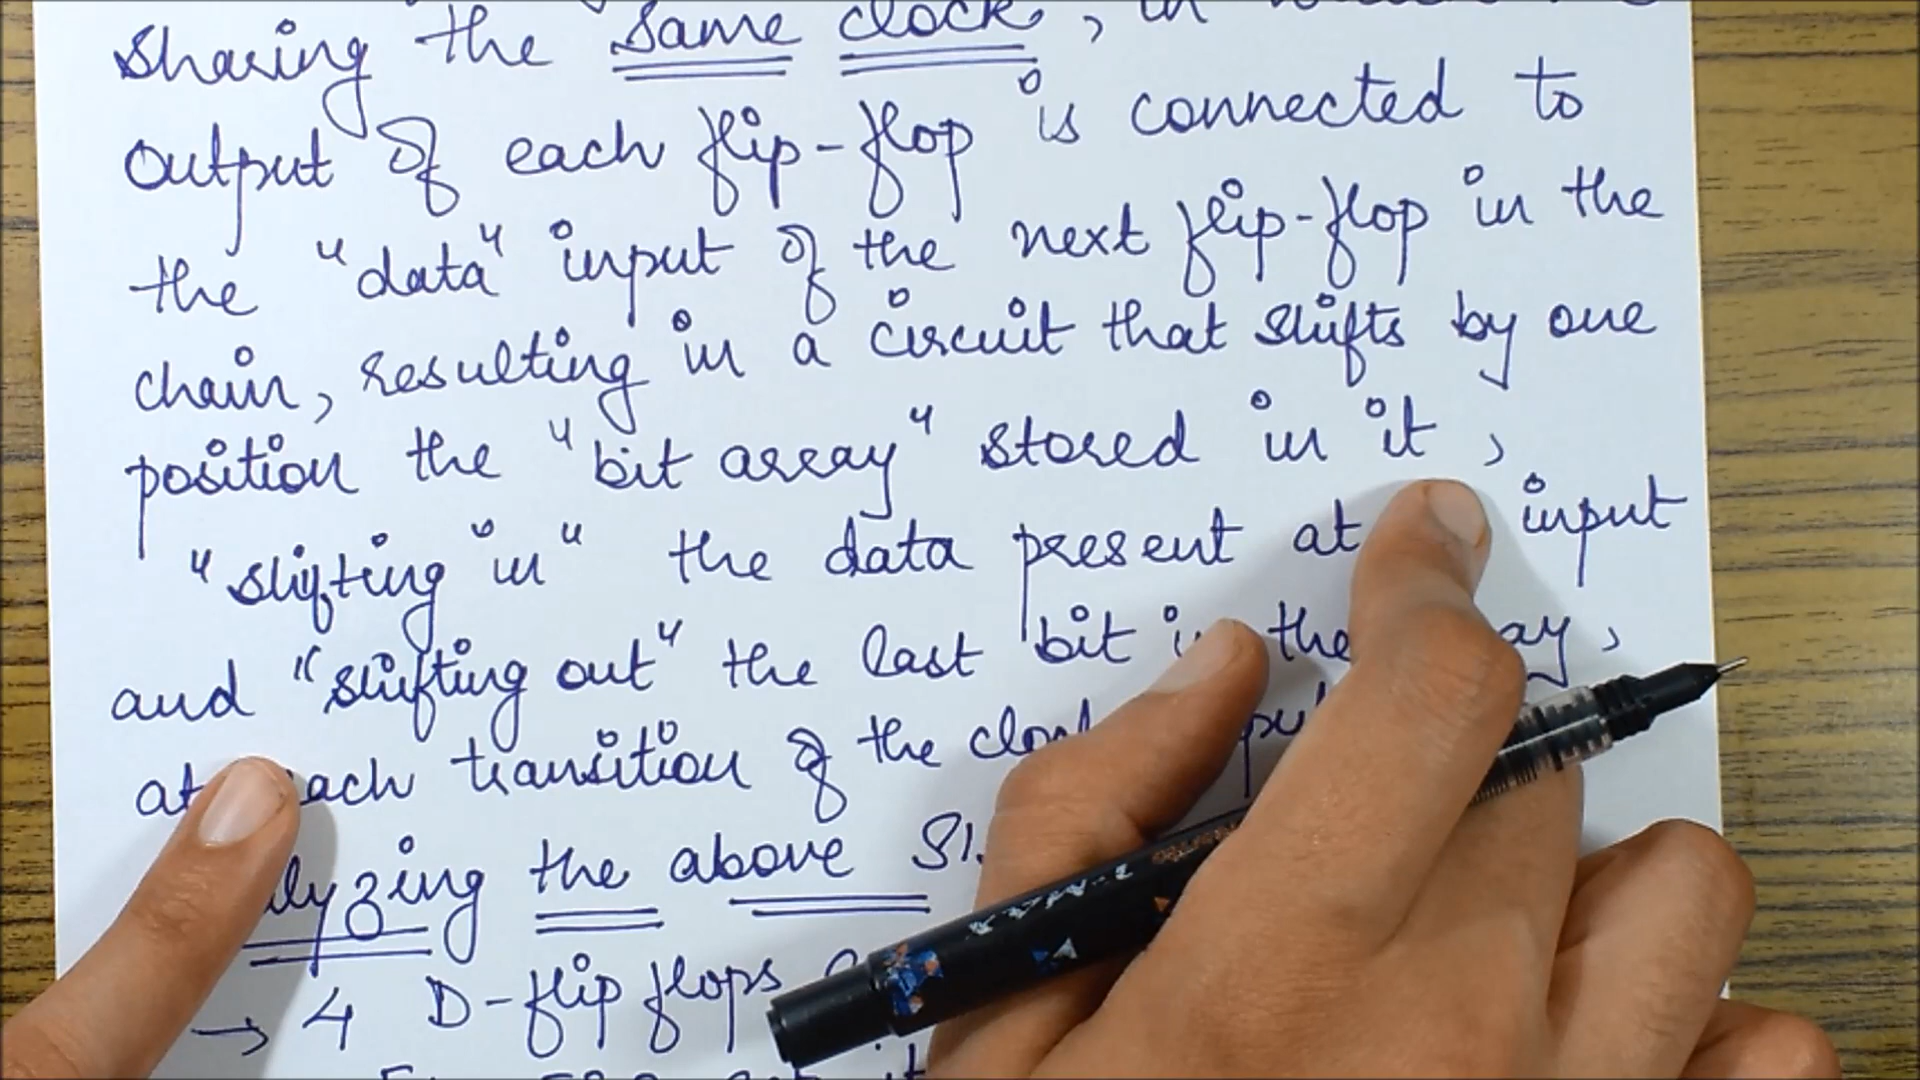 sharing the same clock, in
output of each flip-flop is connected to
the "data" input of the next flip-flop in the
chain, resulting in a circuit that shifts by one
position the "bit array" stored in it,
"shifting in" the data present at input
and "shifting out" the last bit the
at each transition of the
the above
→ 4 D-flip flops